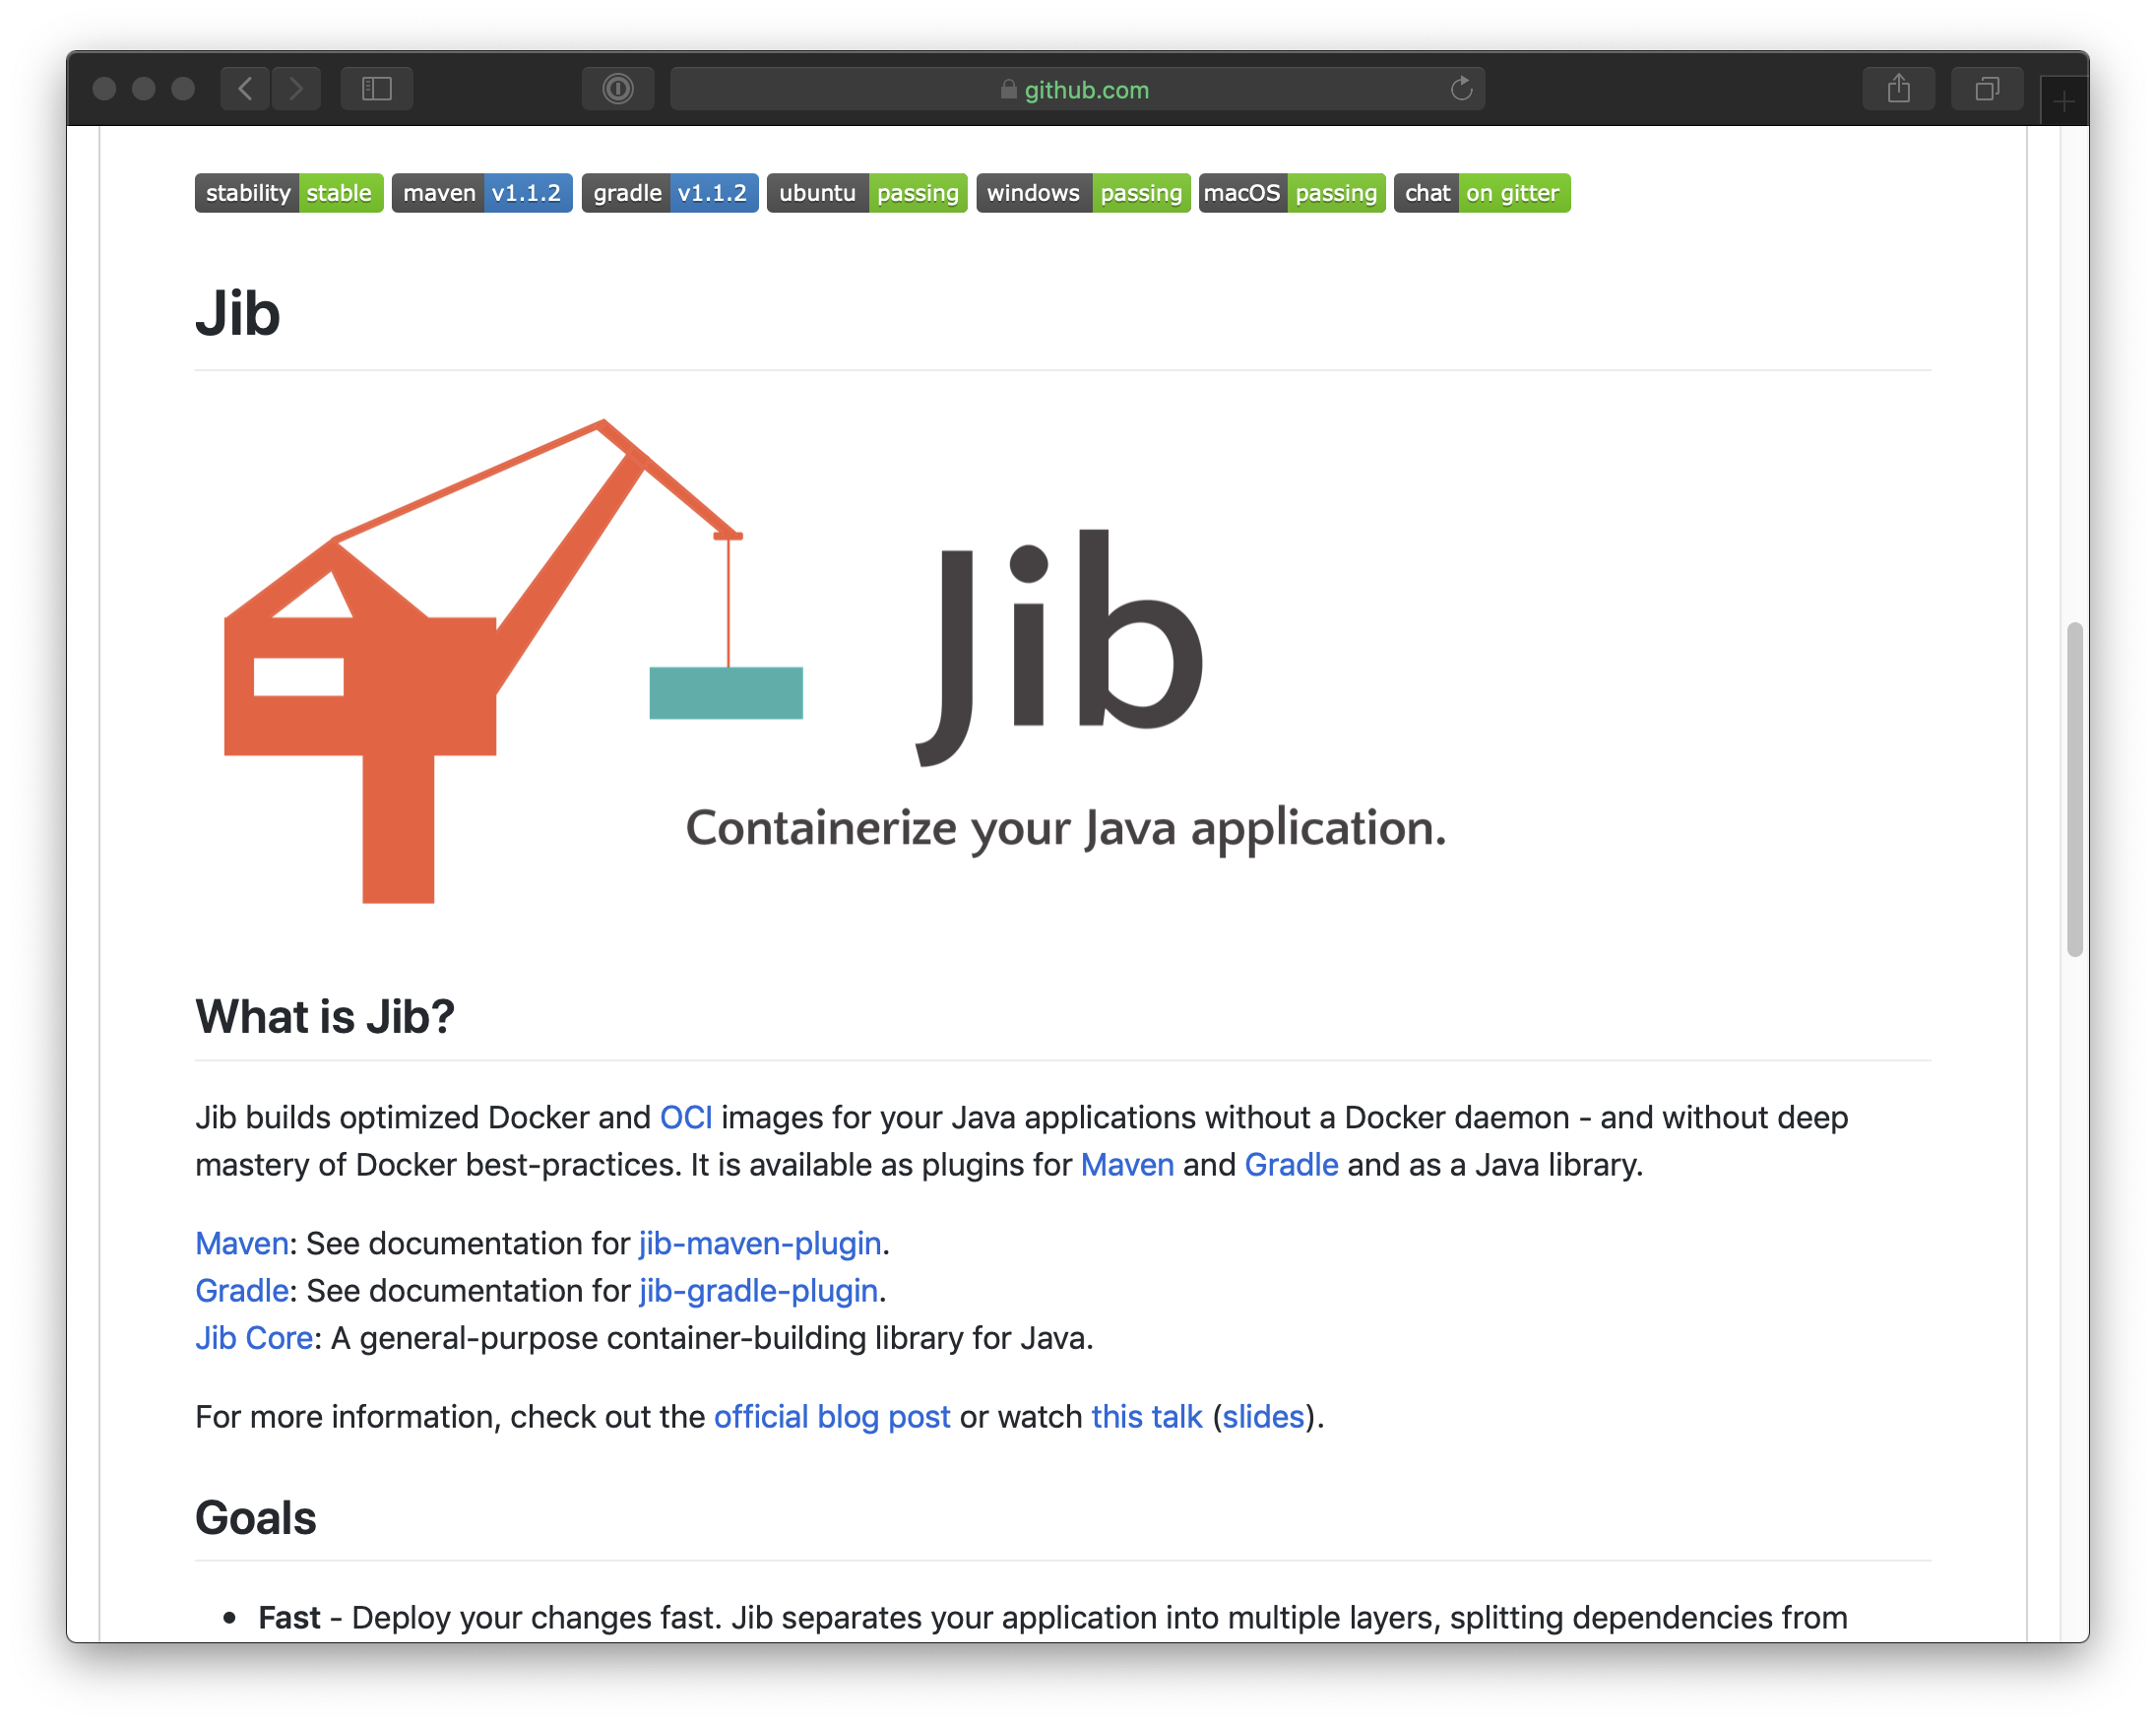 github.com
stability stable maven v1.1.2 gradle v1.1.2 ubuntu passing windows passing macOS passing chat on gitter
Jib
Jib
Containerize your Java application.
What is Jib?
Jib builds optimized Docker and OCI images for your Java applications without a Docker daemon - and without deep
mastery of Docker best-practices. It is available as plugins for Maven and Gradle and as a Java library.
Maven: See documentation for jib-maven-plugin.
Gradle: See documentation for jib-gradle-plugin.
Jib Core: A general-purpose container-building library for Java.
For more information, check out the official blog post or watch this talk (slides).
Goals
• Fast - Deploy your changes fast. Jib separates your application into multiple layers, splitting dependencies from